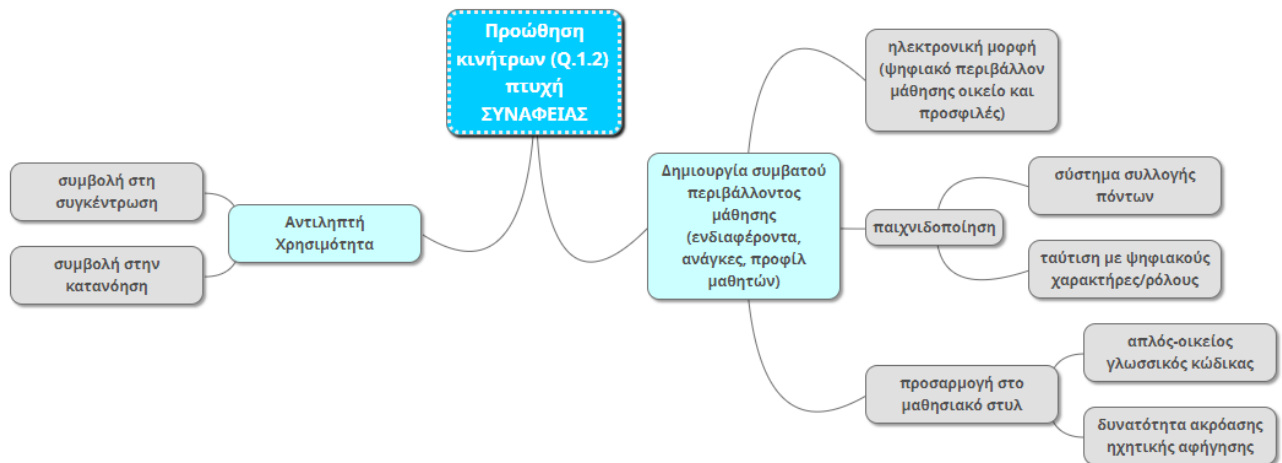 Προώθηση
κινήτρων (Q.1.2)
πτυχή
ΣΥΝΑΦΕΙΑΣ
συμβολή στη
συγκέντρωση
συμβολή στην
κατανόηση
Αντιληπτή
Χρησιμότητα
Δημιουργία συμβατού
περιβάλλοντος
μάθησης
(ενδιαφέροντα,
ανάγκες, προφίλ
μαθητών)
ηλεκτρονική μορφή
(ψηφιακό περιβάλλον
μάθησης οικείο και
προσφιλές)
παιχνιδοποίηση
σύστημα συλλογής
πόντων
ταύτιση με ψηφιακούς
χαρακτήρες/ρόλους
προσαρμογή στο
μαθησιακό στυλ
απλός-οικείος
γλωσσικός κώδικας
δυνατότητα ακρόασης
ηχητικής αφήγησης